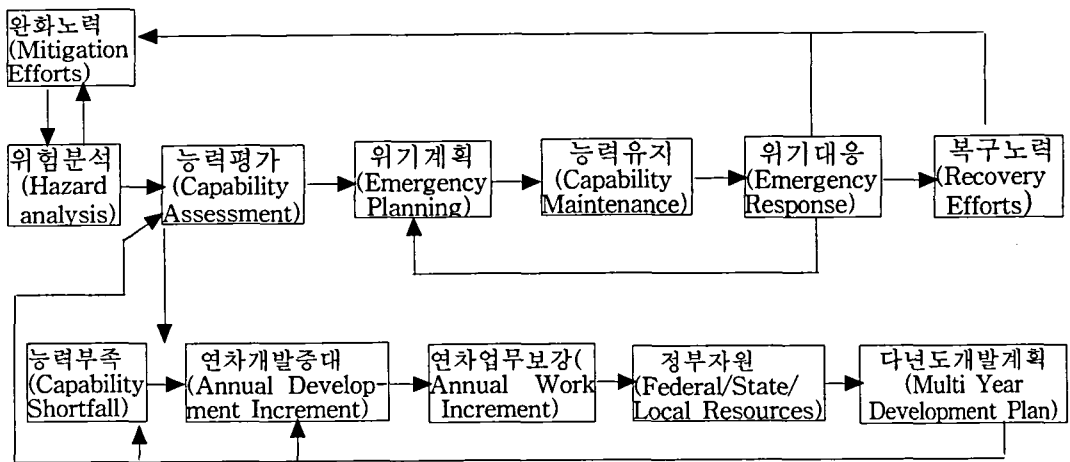 완화노력
(Mitigation
Efforts)
위험분석
(Hazard
analysis)
능력평가
(Capability
Assessment)
위기계획
(Emergency
Planning)
능력유지
(Capability
Maintenance)
위기대응
(Emergency
Response)
복구노력
(Recovery
Efforts)
능력부족
(Capability
Shortfall)
연차개발증대
(Annual Develop-
ment Increment)
연차업무보강(
Annual Work
Increment)
정부자원
(Federal/State/
Local Resources)
다년도개발계획
(Multi Year
Development Plan)